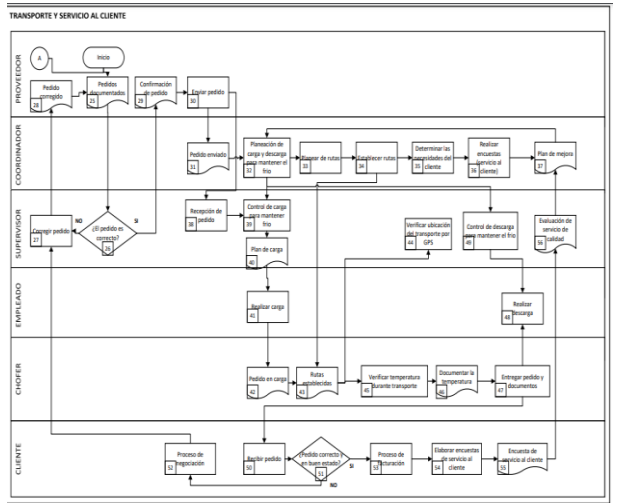 TRANSPORTE Y SERVICIO AL CLIENTE
PROVEEDOR
A
Inicio
Pedido
corregido
28
Pedidos
documentados
25
Confirmación
de pedido
29
Enviar pedido
30
COORDINADOR
Pedido enviado
31
Planeación de
carga y descarga
para mantener el
frio
32
Planear de rutas
33
Establecer rutas
34
Determinar las
necesidades del
cliente
35
Realizar
encuestas
(servicio al
cliente)
36
Plan de mejora
37
SUPERVISOR
Corregir pedido
27
NO
¿El pedido es
correcto?
26
SI
Recepción de
pedido
38
Control de carga
para mantener
frio
39
Plan de carga
40
Verificar ubicación
del transporte por
GPS
44
Control de descarga
para mantener el frio
49
Evaluación de
servicio de
calidad
56
EMPLEADO
Realizar carga
41
Realizar
descarga
48
CHOFER
Pedido en carga
42
Rutas
establecidas
43
Verificar temperatura
durante transporte
45
Documentar la
temperatura
46
Entregar pedido y
documentos
47
CLIENTE
Proceso de
negociación
52
Recibir pedido
50
¿Pedido correcto y
en buen estado?
51
SI
NO
Proceso de
facturación
53
Elaborar encuestas
de servicio al
cliente
54
Encuesta de
servicio al cliente
55